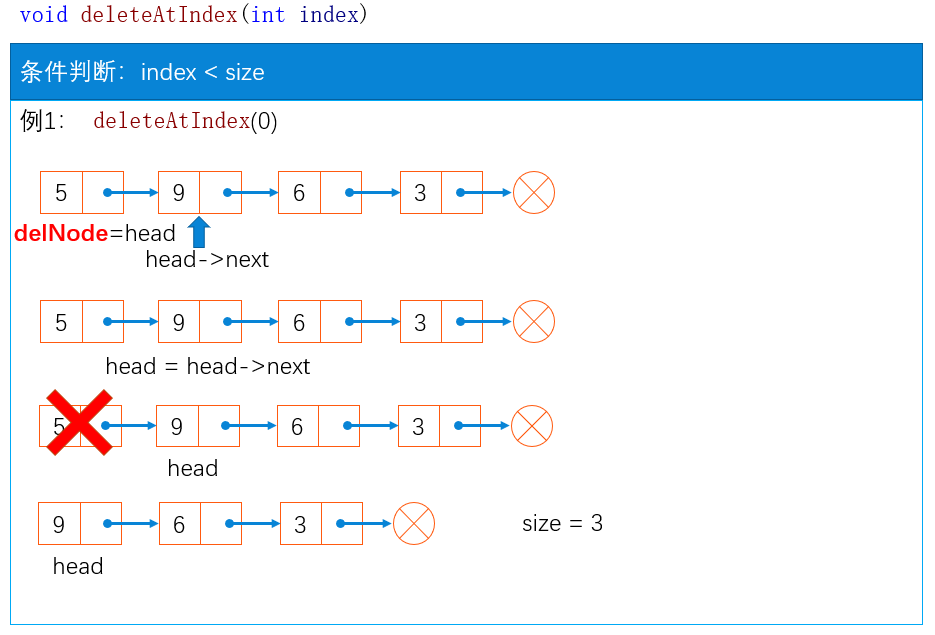 void deleteAtIndex(int index)
条件判断：index < size
例1： deleteAtIndex(0)
5 9 6 3
delNode=head
head->next
5 9 6 3
head = head->next
5 9 6 3
head
9 6 3 size = 3
head